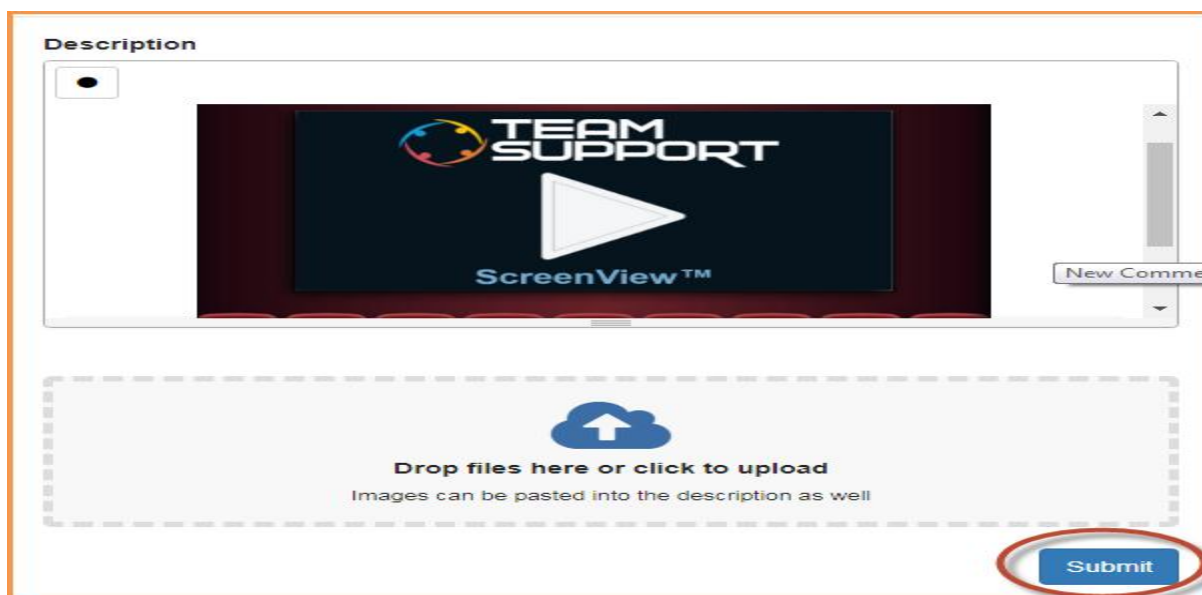 Description
TEAM
SUPPORT
ScreenView™
New Comme
Drop files here or click to upload
Images can be pasted into the description as well
Submit